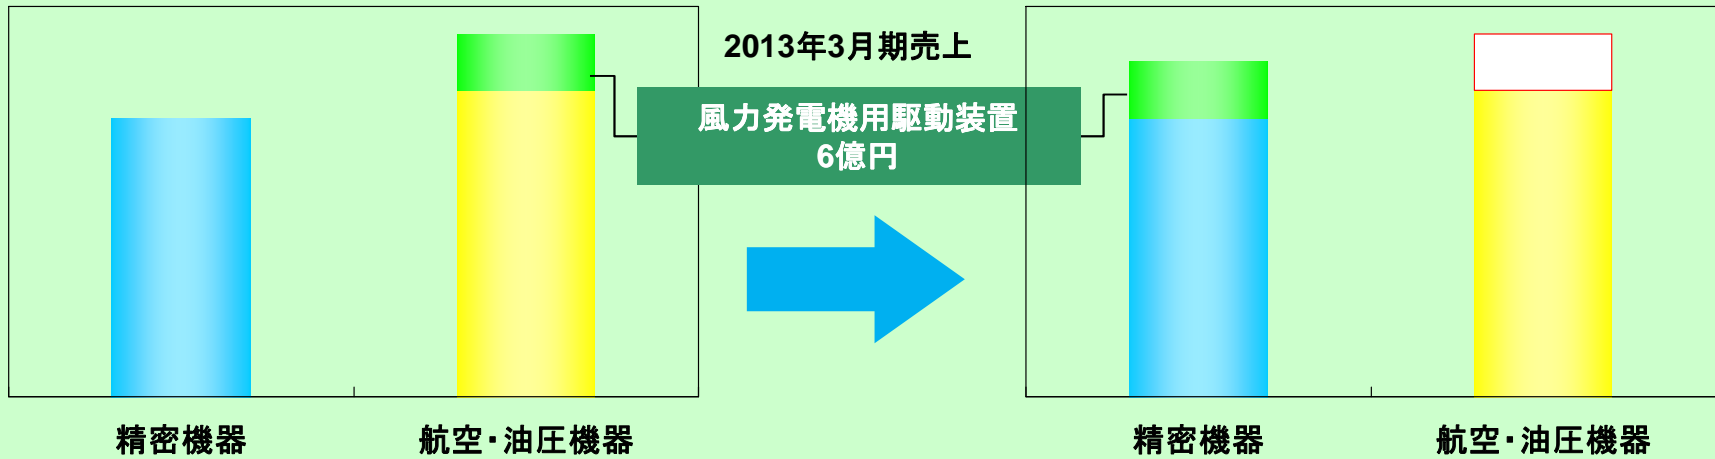 2013年3月期売上
風力発電機用駆動装置
6億円
精密機器
航空・油圧機器
精密機器
航空・油圧機器